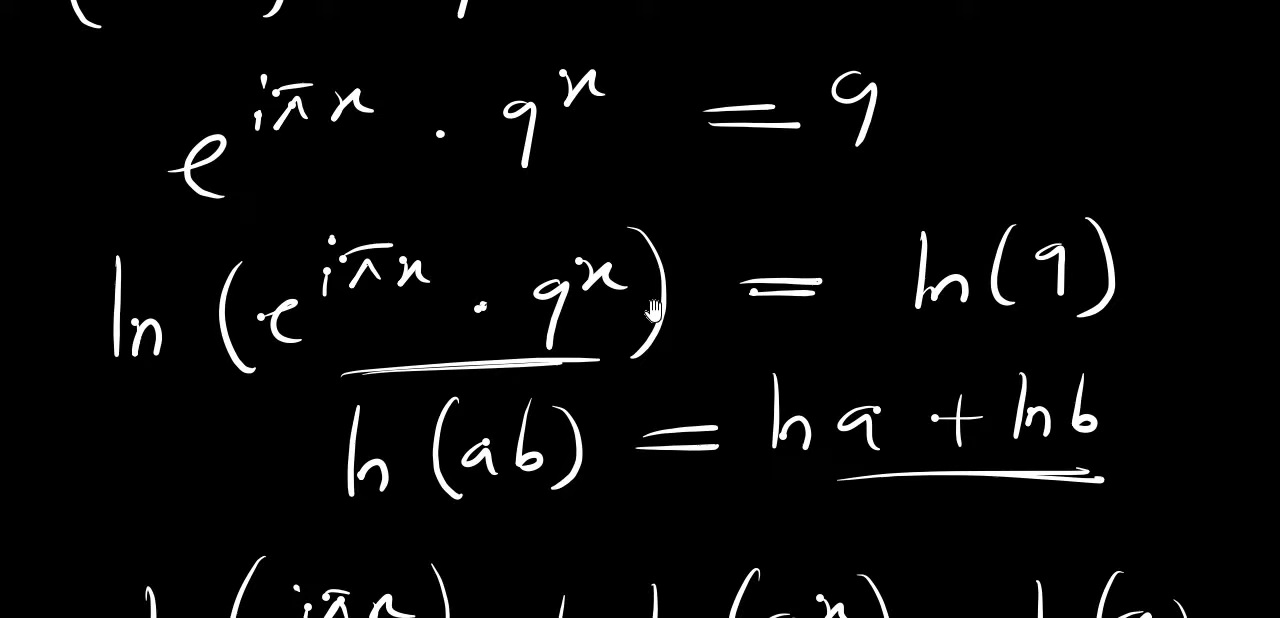 e^{iπx} · 9^x = 9
ln (e^{iπx} · 9^x) = ln(9)
ln (ab) = ln a + ln b